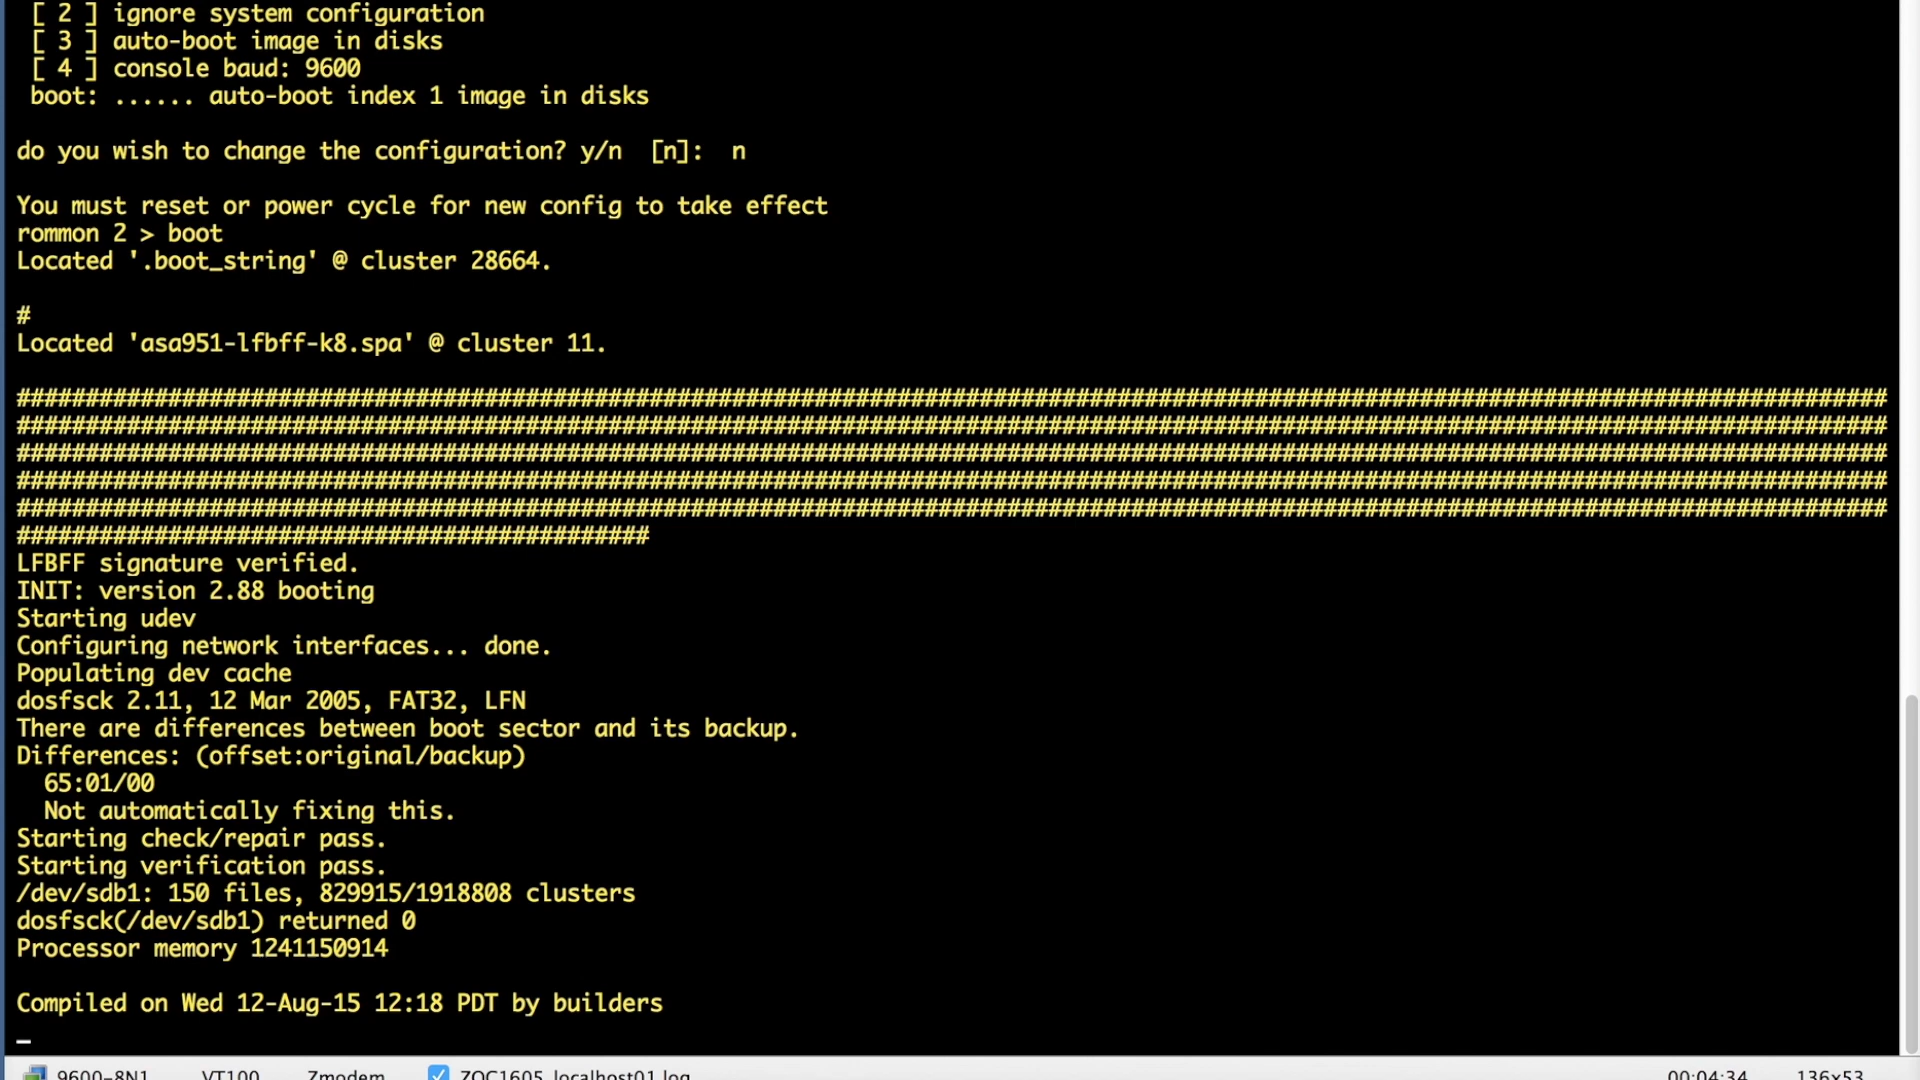 [ 2 ] ignore system configuration
[ 3 ] auto-boot image in disks
[ 4 ] console baud: 9600
boot: ...... auto-boot index 1 image in disks
do you wish to change the configuration? y/n  [n]:  n
You must reset or power cycle for new config to take effect
rommon 2 > boot
Located '.boot_string' @ cluster 28664.
#
Located 'asa951-lfbff-k8.spa' @ cluster 11.
########################################################################################################################################
########################################################################################################################################
########################################################################################################################################
########################################################################################################################################
########################################################################################################################################
##############################################
LFBFF signature verified.
INIT: version 2.88 booting
Starting udev
Configuring network interfaces... done.
Populating dev cache
dosfsck 2.11, 12 Mar 2005, FAT32, LFN
There are differences between boot sector and its backup.
Differences: (offset:original/backup)
65:01/00
Not automatically fixing this.
Starting check/repair pass.
Starting verification pass.
/dev/sdb1: 150 files, 829915/1918808 clusters
dosfsck(/dev/sdb1) returned 0
Processor memory 1241150914
Compiled on Wed 12-Aug-15 12:18 PDT by builders
9600-8N1 VT100 Zmodem ZOC1605_localhost01.log 00:04:34 136x53